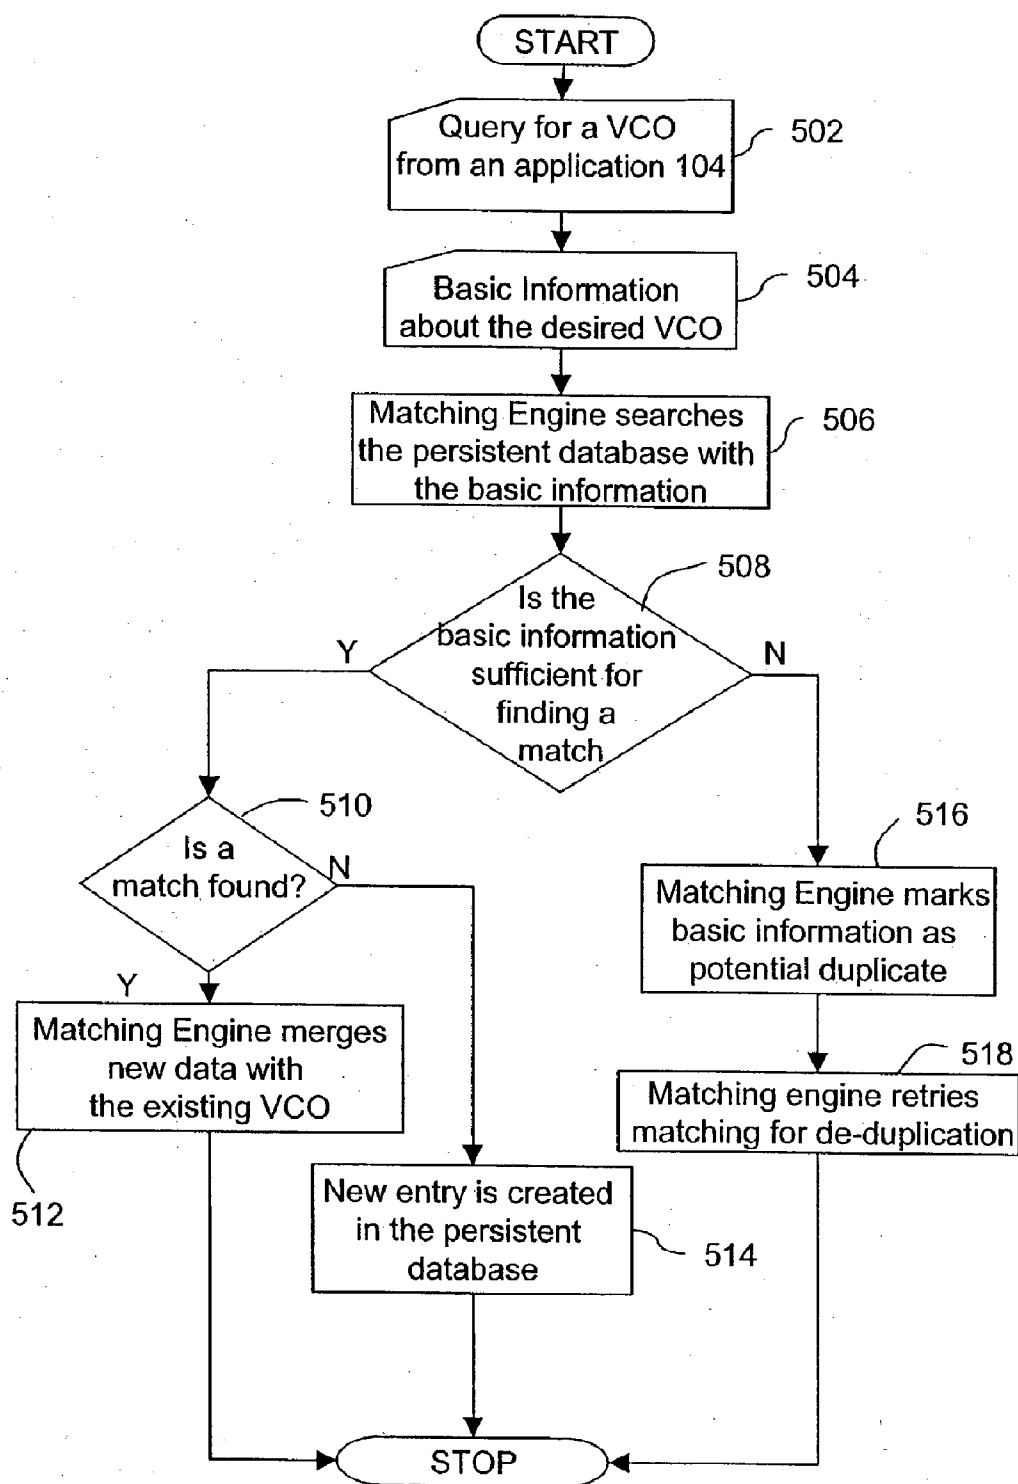 START
Query for a VCO
from an application 104
502
Basic Information
about the desired VCO
504
Matching Engine searches
the persistent database with
the basic information
506
Is the
basic information
sufficient for
finding a
match
508
Y
N
Is a
match found?
510
N
Y
Matching Engine marks
basic information as
potential duplicate
516
Matching Engine merges
new data with
the existing VCO
512
Matching engine retries
matching for de-duplication
518
New entry is created
in the persistent
database
514
STOP